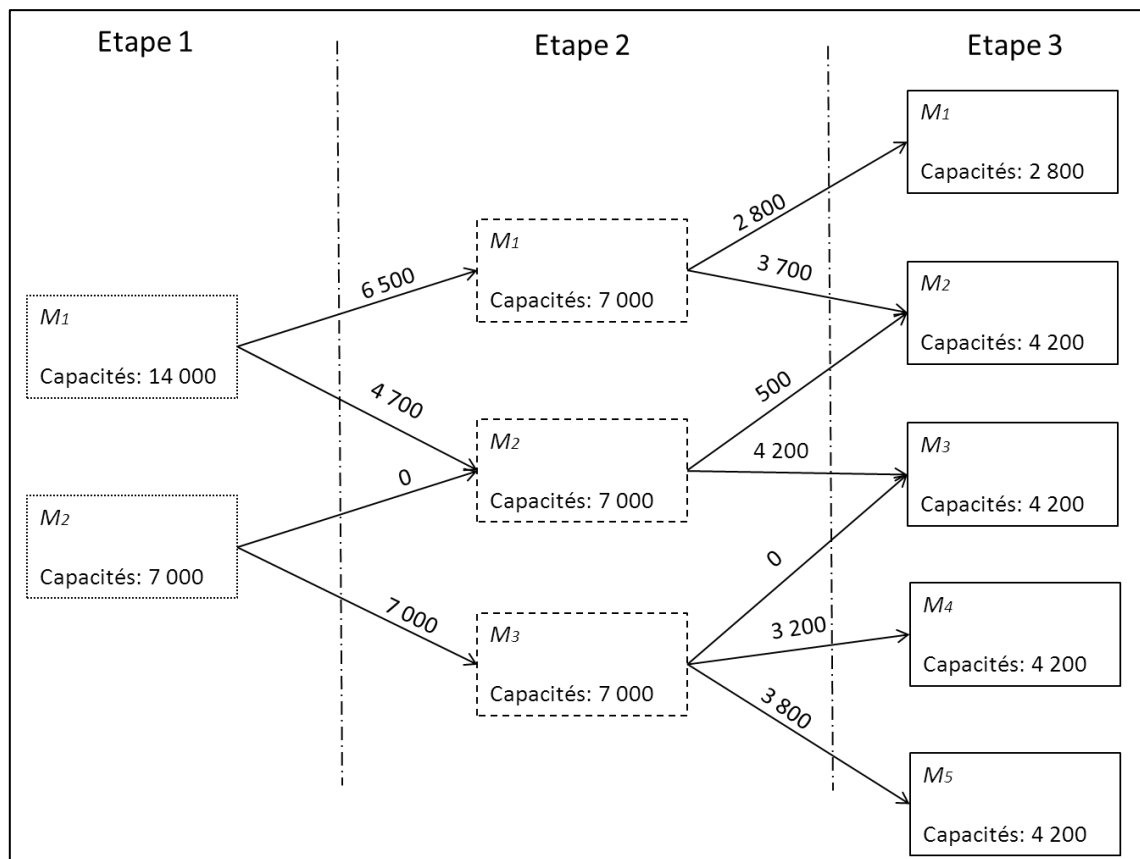 Etape 1
Etape 2
Etape 3
M1
Capacités: 14 000
M2
Capacités: 7 000
6 500
4 700
0
7 000
M1
Capacités: 7 000
M2
Capacités: 7 000
M3
Capacités: 7 000
2 800
3 700
500
4 200
0
3 200
3 800
M1
Capacités: 2 800
M2
Capacités: 4 200
M3
Capacités: 4 200
M4
Capacités: 4 200
M5
Capacités: 4 200